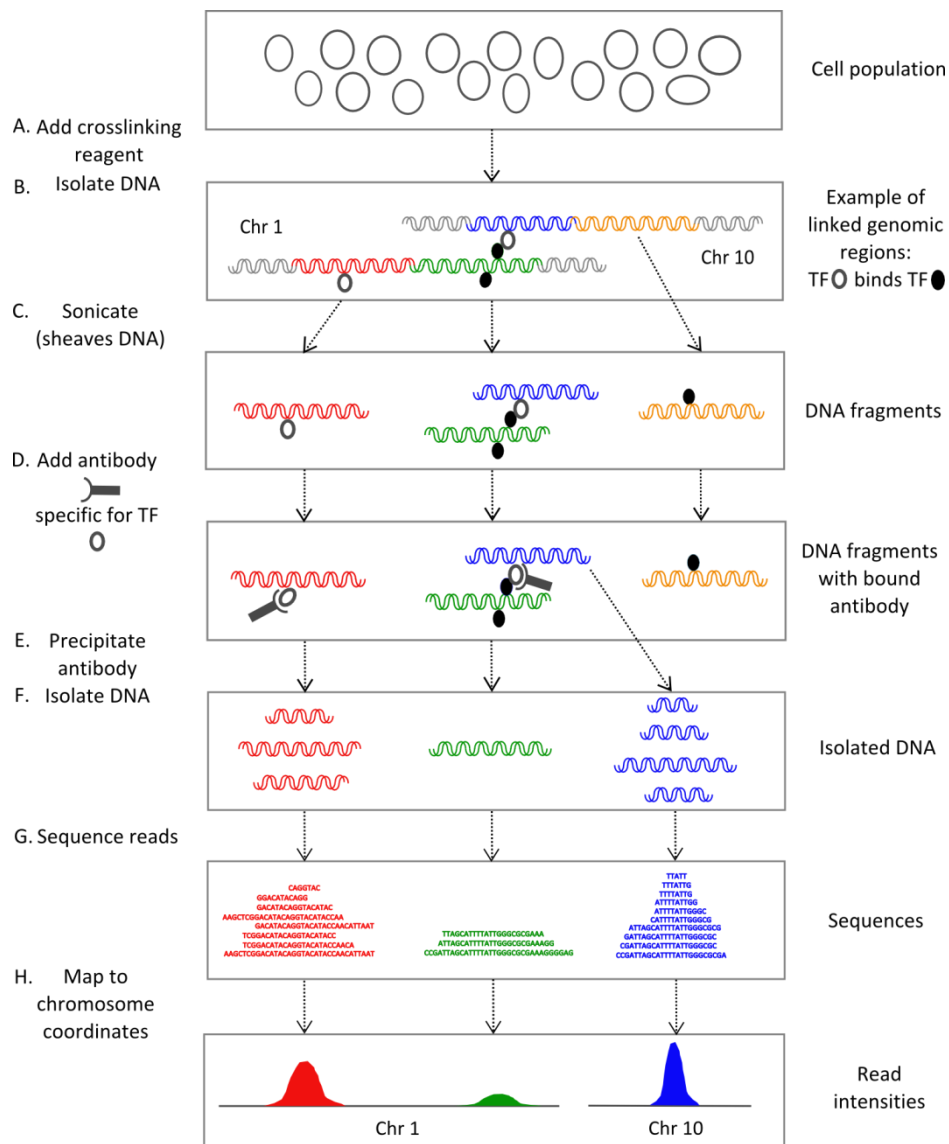 Cell population
A. Add crosslinking
reagent
B. Isolate DNA
Chr 1
Chr 10
Example of
linked genomic
regions:
TF binds TF
C. Sonicate
(sheaves DNA)
DNA fragments
D. Add antibody
specific for TF
DNA fragments
with bound
antibody
E. Precipitate
antibody
F. Isolate DNA
Isolated DNA
G. Sequence reads
CAGGTAC
GGACATACAGG
GACATACAGGTACATAC
AAGCTCGGACATACAGGTACATACCAA
GACATACAGGTACATACCAACATTAAT
TCGGACATACAGGTACATACC
TCGGACATACAGGTACATACCAACA
AAGCTCGGACATACAGGTACATACCAACATTAAT
TTAGCATTTTATTGGGCGCGAAA
ATTAGCATTTTATTGGGCGCGAAAGG
CCGATTAGCATTTTATTGGGCGCGAAAGGGGAG
TTATT
TTTATTG
TTTTATTG
ATTTTATTGG
ATTTTATTGGGC
CATTTTATTGGGCG
ATTAGCATTTTATTGGGCGCG
GATTAGCATTTTATTGGGCGC
CGATTAGCATTTTATTGGGCGC
CCGATTAGCATTTTATTGGGCGCGA
Sequences
H. Map to
chromosome
coordinates
Read
intensities
Chr 1
Chr 10